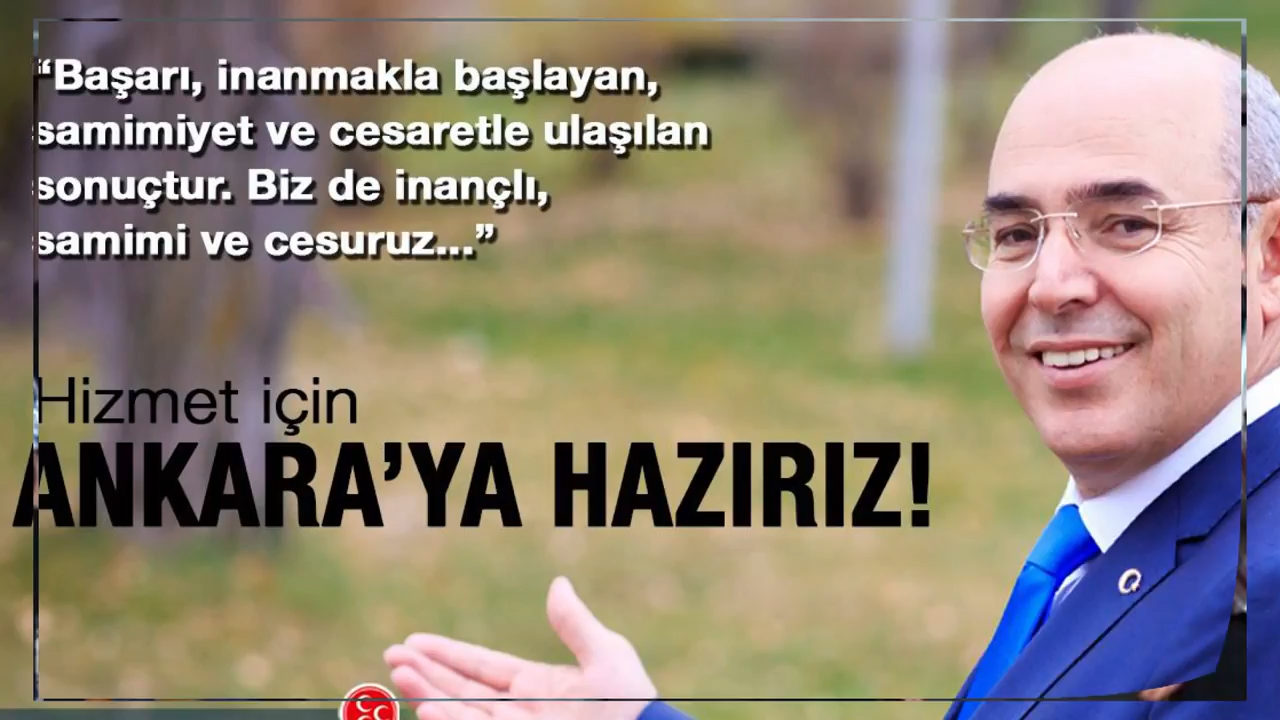 “Başarı, inanmakla başlayan,
samimiyet ve cesaretle ulaşılan
sonuçtur. Biz de inançlı,
samimi ve cesuruz...”
Hizmet için
ANKARA’YA HAZIRIZ!